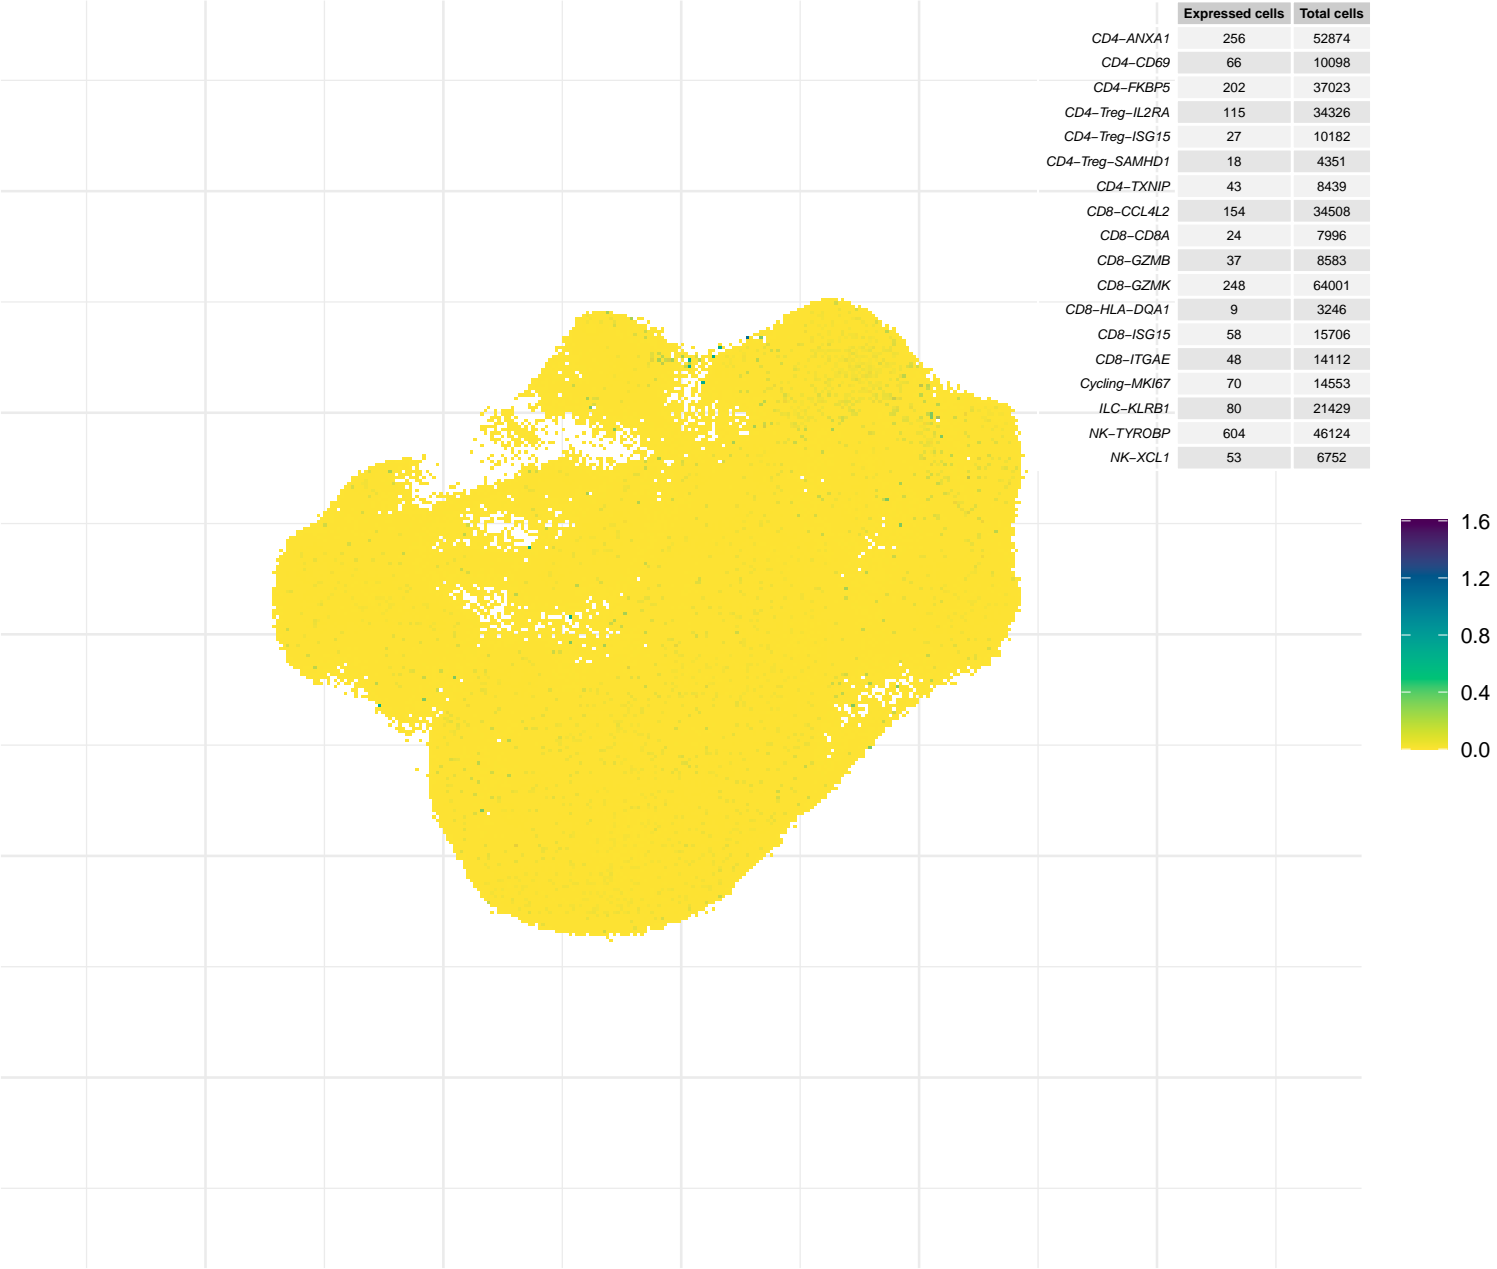 Expressed cells Total cells
CD4−ANXA1 256 52874
CD4−CD69 66 10098
CD4−FKBP5 202 37023
CD4−Treg−IL2RA 115 34326
CD4−Treg−ISG15 27 10182
CD4−Treg−SAMHD1 18 4351
CD4−TXNIP 43 8439
CD8−CCL4L2 154 34508
CD8−CD8A 24 7996
CD8−GZMB 37 8583
CD8−GZMK 248 64001
CD8−HLA−DQA1 9 3246
CD8−ISG15 58 15706
CD8−ITGAE 48 14112
Cycling−MKI67 70 14553
ILC−KLRB1 80 21429
NK−TYROBP 604 46124
NK−XCL1 53 6752
1.6
1.2
0.8
0.4
0.0